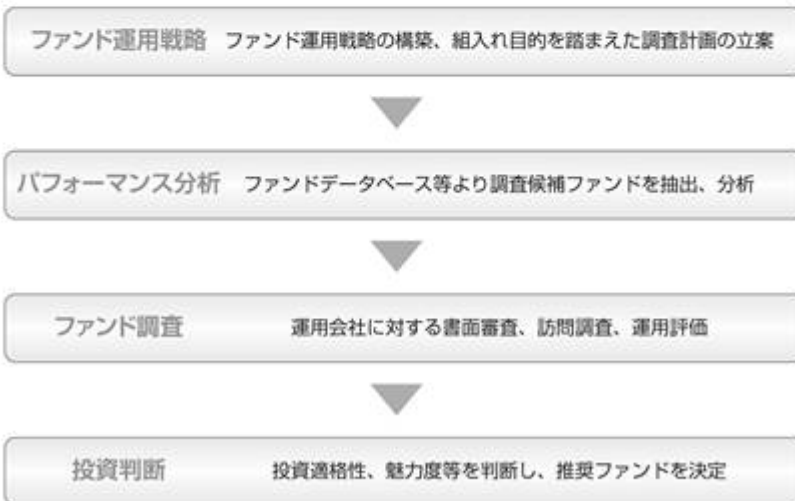 ファンド運用戦略 ファンド運用戦略の構築、組入れ目的を踏まえた調査計画の立案
パフォーマンス分析 ファンドデータベース等より調査候補ファンドを抽出、分析
ファンド調査 運用会社に対する書面審査、訪問調査、運用評価
投資判断 投資適格性、魅力度等を判断し、推奨ファンドを決定